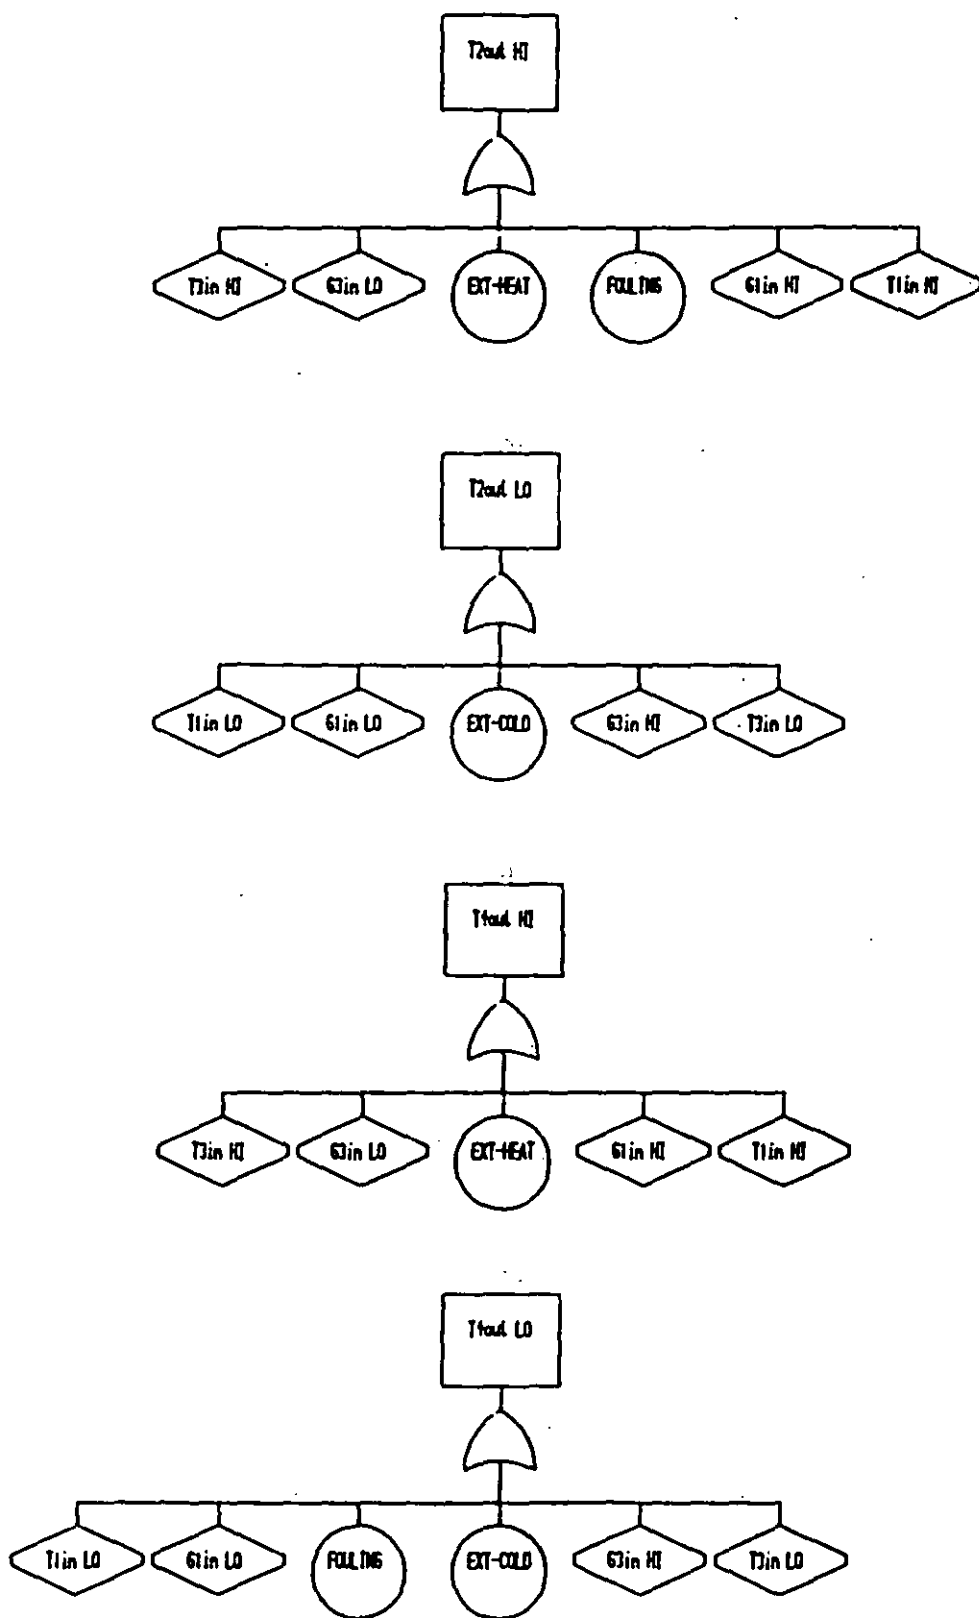 T2out HI
T3in HI G3in LO EXT-HEAT FOULING G1in HI T1in HI
T2out LO
T1in LO G1in LO EXT-COLD G3in HI T3in LO
T4out HI
T3in HI G3in LO EXT-HEAT G1in HI T1in HI
T4out LO
T1in LO G1in LO FOULING EXT-COLD G3in HI T3in LO